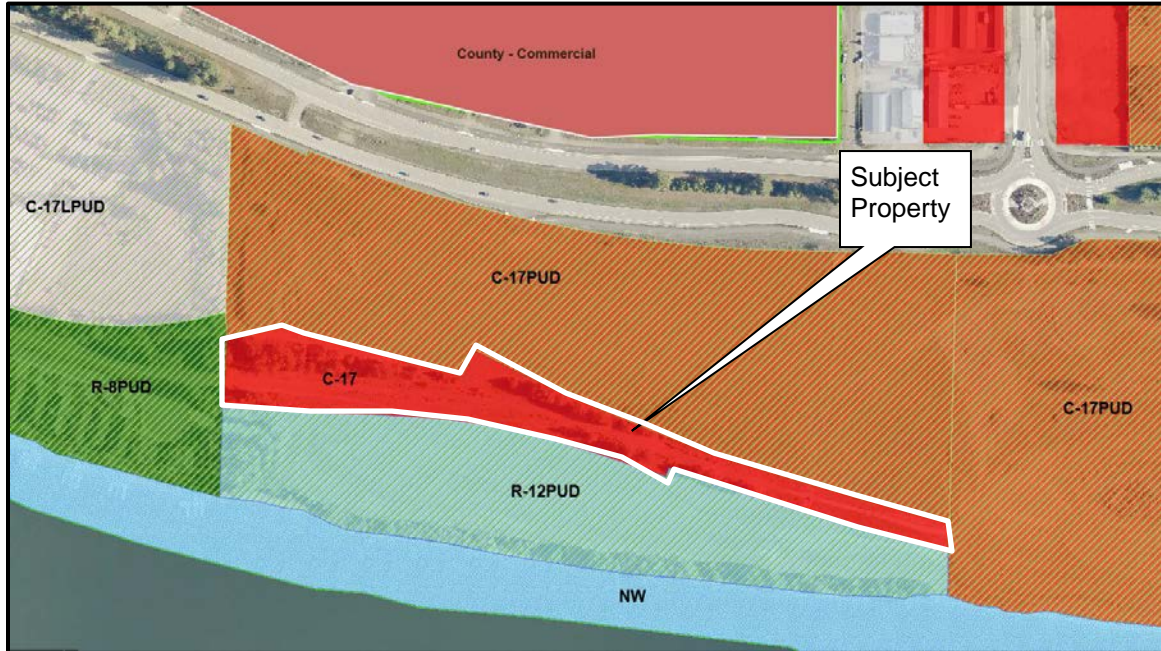 County - Commercial
Subject
Property
C-17LPUD
C-17PUD
C-17
R-8PUD
C-17PUD
R-12PUD
NW